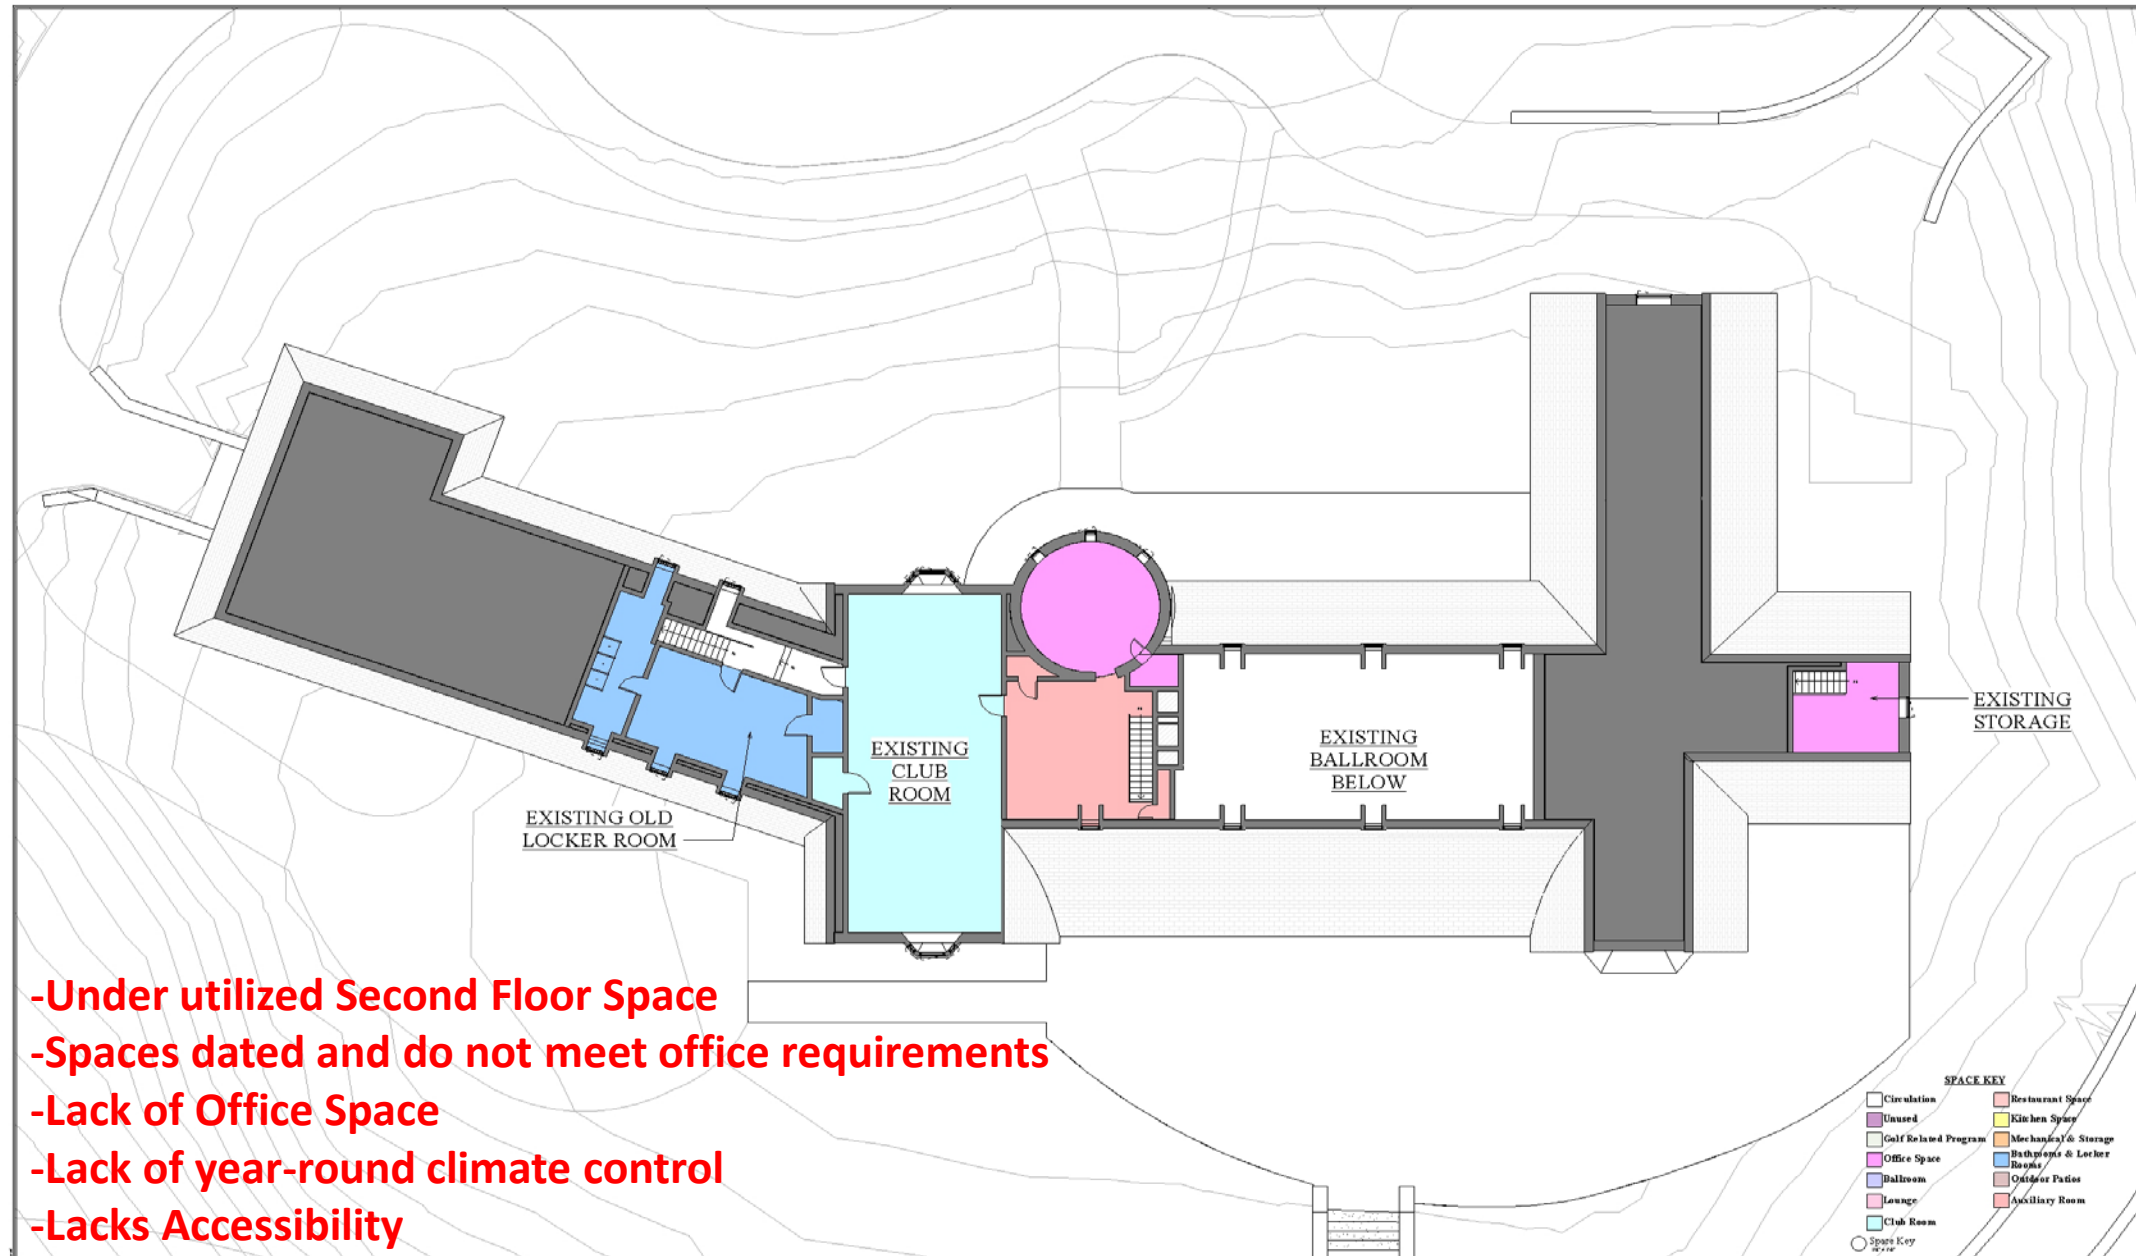 EXISTING
STORAGE
EXISTING
CLUB
ROOM
EXISTING
BALLROOM
BELOW
EXISTING OLD
LOCKER ROOM
-Under utilized Second Floor Space
-Spaces dated and do not meet office requirements
-Lack of Office Space
-Lack of year-round climate control
-Lacks Accessibility
SPACE KEY
Circulation
Unused
Golf Related Program
Office Space
Ballroom
Lounge
Club Room
Restaurant Space
Kitchen Space
Mechanical & Storage
Bathrooms & Locker
Rooms
Outdoor Patios
Auxiliary Room
Space Key